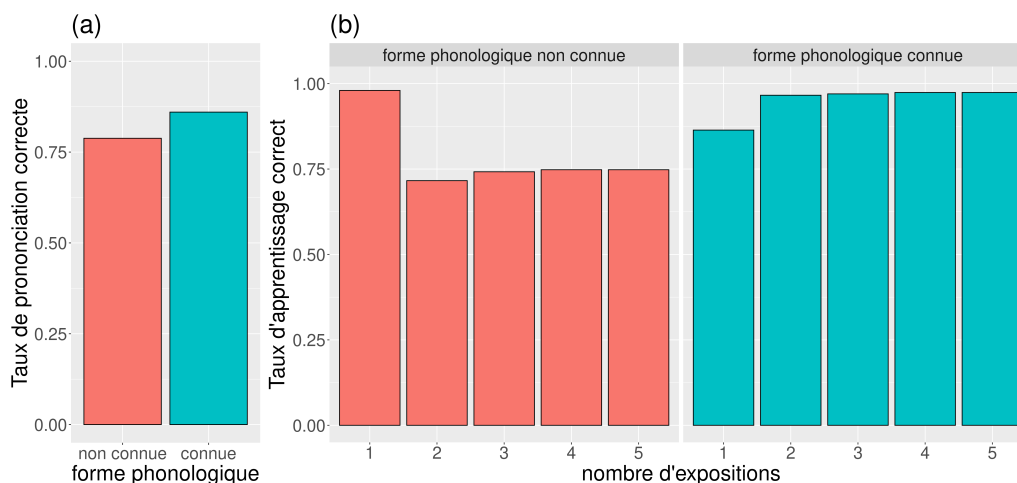 (a)
Taux de prononciation correcte
1.00
0.75
0.50
0.25
0.00
non connue connue
forme phonologique
(b)
forme phonologique non connue
forme phonologique connue
Taux d'apprentissage correct
1.00
0.75
0.50
0.25
0.00
1 2 3 4 5
1 2 3 4 5
nombre d'expositions